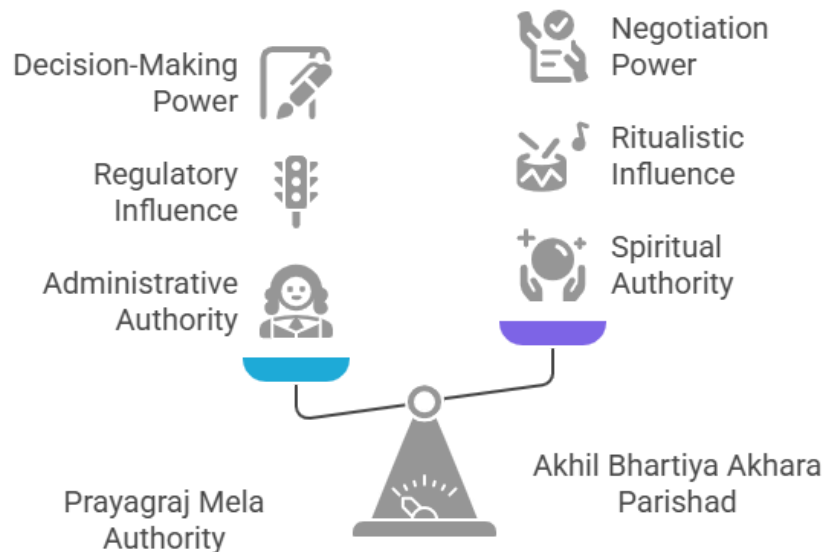 Decision-Making
Power
Regulatory
Influence
Administrative
Authority
Negotiation
Power
Ritualistic
Influence
Spiritual
Authority
Prayagraj Mela
Authority
Akhil Bhartiya Akhara
Parishad